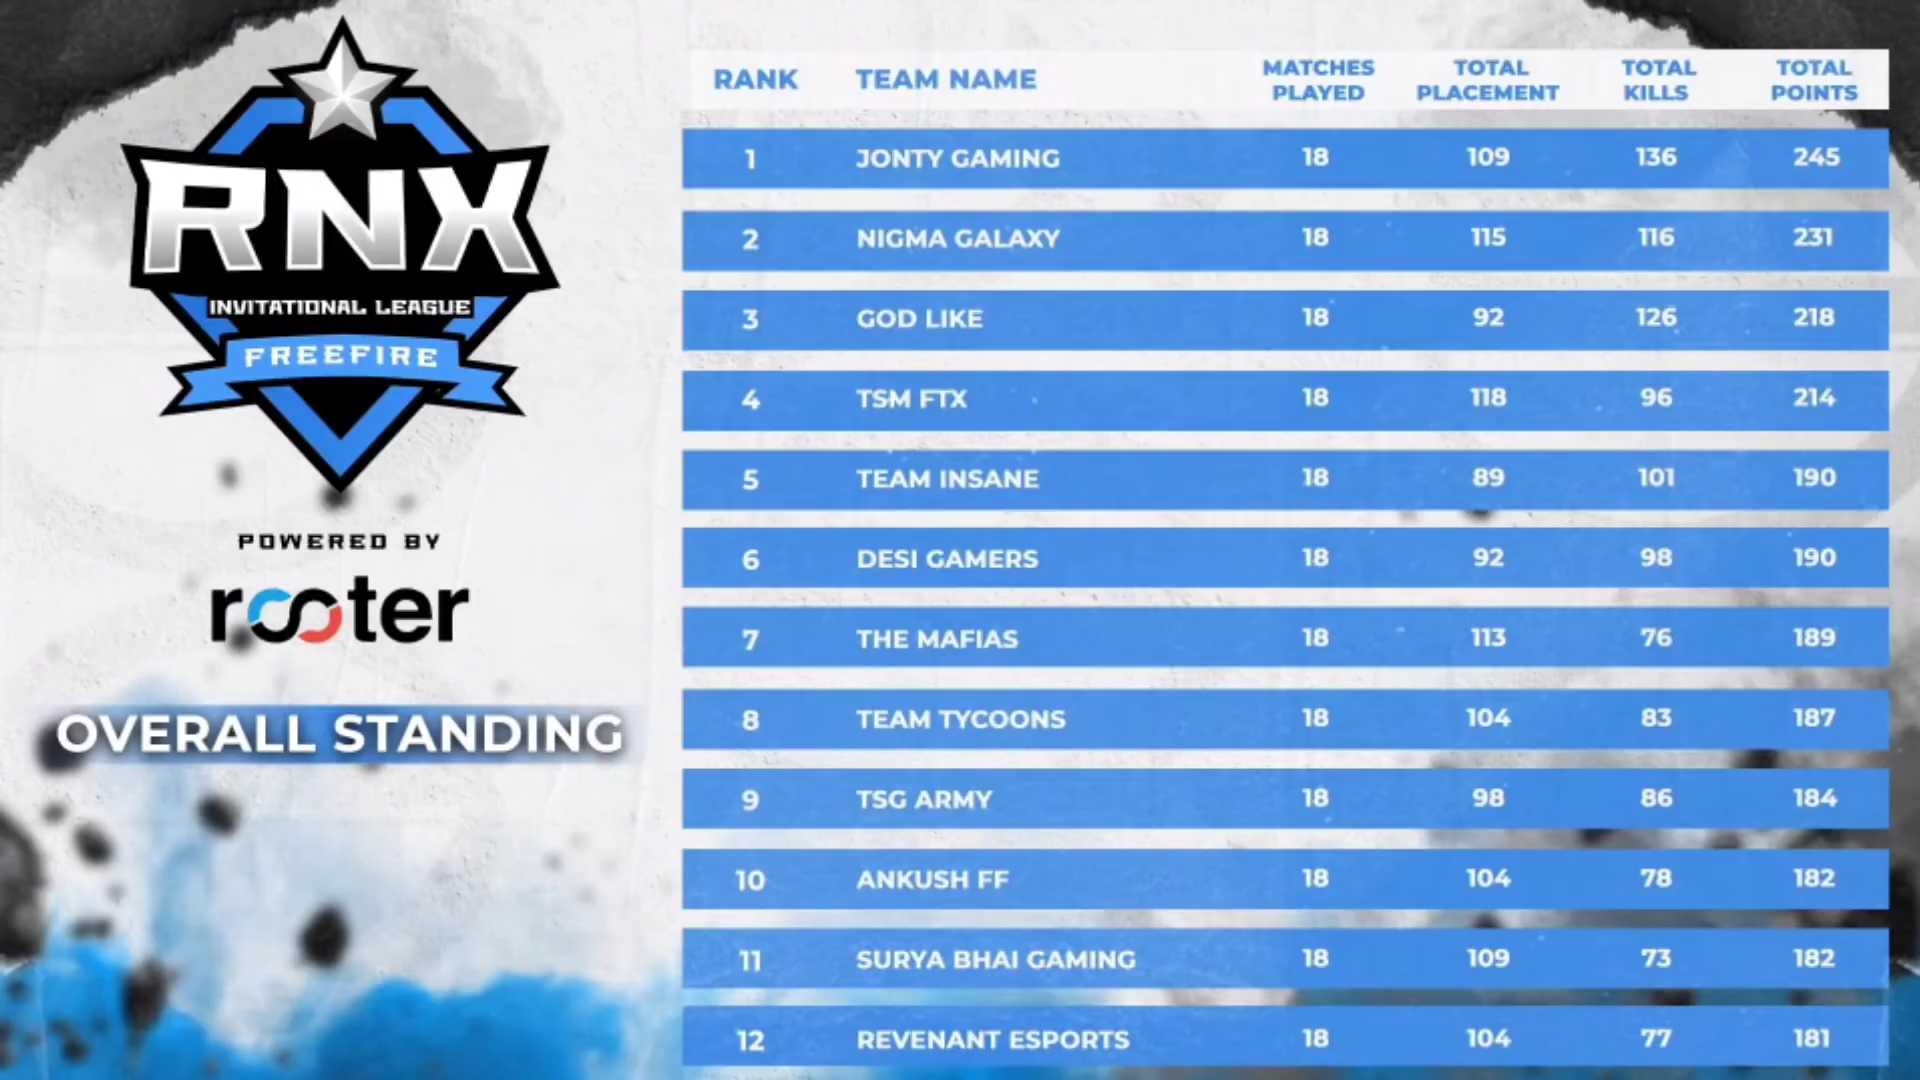 RNX
INVITATIONAL LEAGUE
FREEFIRE
POWERED BY
rooter
OVERALL STANDING
RANK TEAM NAME MATCHES PLAYED TOTAL PLACEMENT TOTAL KILLS TOTAL POINTS
1 JONTY GAMING 18 109 136 245
2 NIGMA GALAXY 18 115 116 231
3 GOD LIKE 18 92 126 218
4 TSM FTX 18 118 96 214
5 TEAM INSANE 18 89 101 190
6 DESI GAMERS 18 92 98 190
7 THE MAFIAS 18 113 76 189
8 TEAM TYCOONS 18 104 83 187
9 TSG ARMY 18 98 86 184
10 ANKUSH FF 18 104 78 182
11 SURYA BHAI GAMING 18 109 73 182
12 REVENANT ESPORTS 18 104 77 181